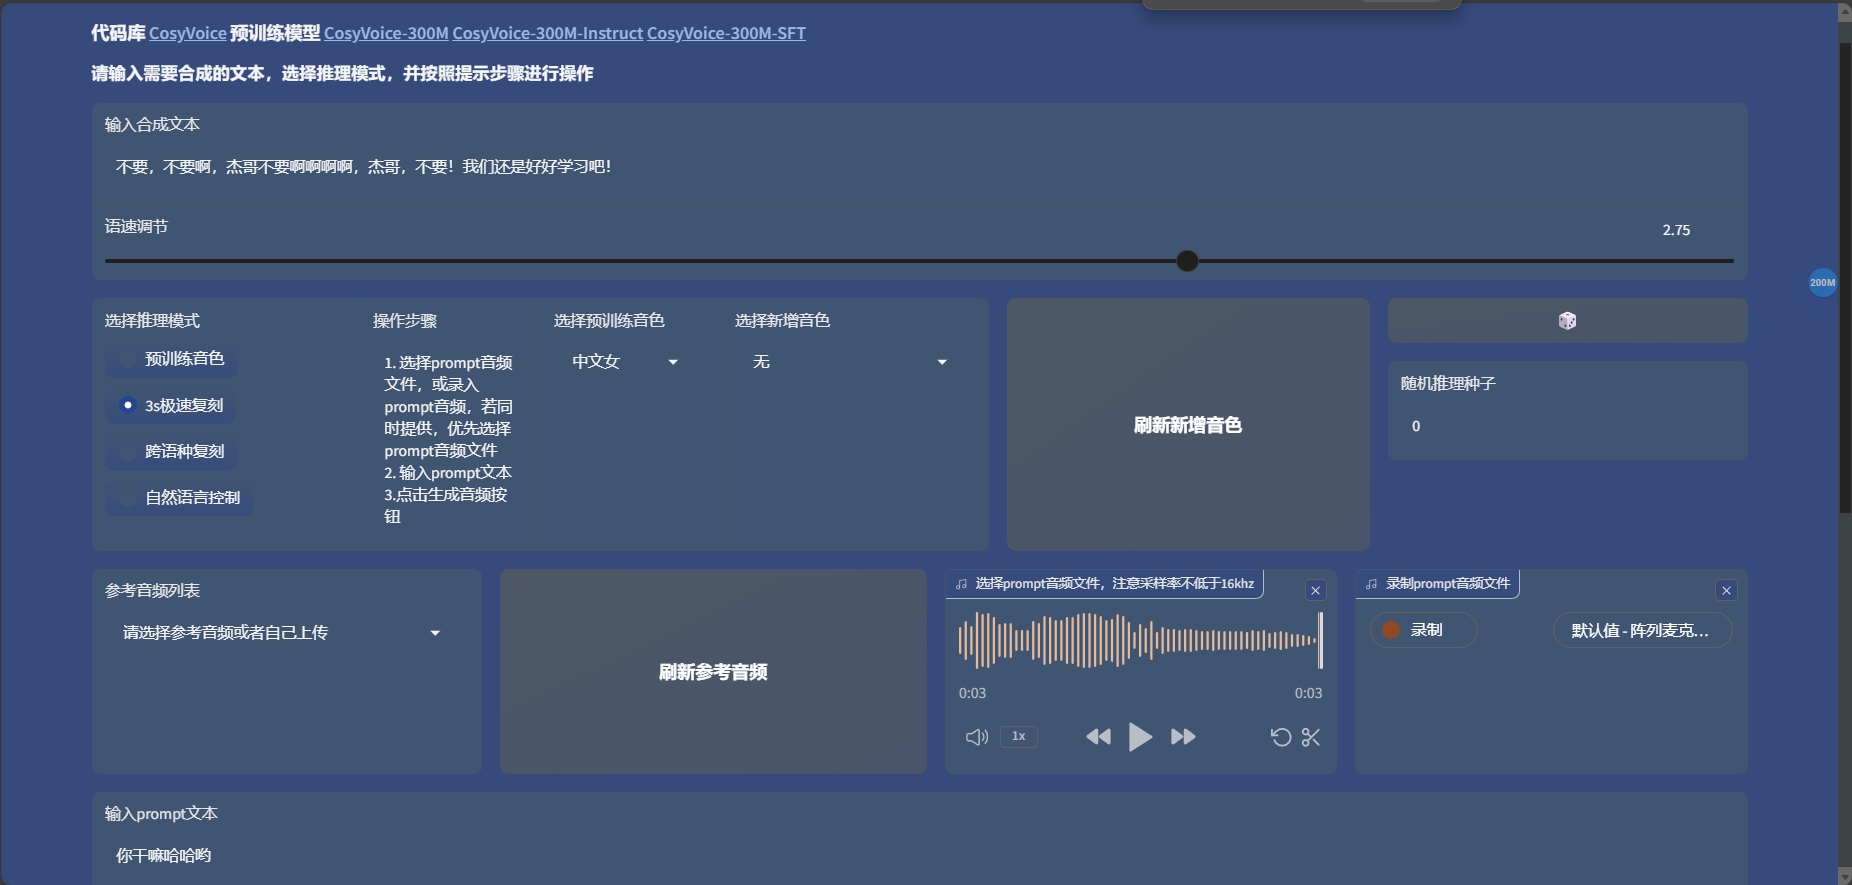 代码库 CosyVoice 预训练模型 CosyVoice-300M CosyVoice-300M-Instruct CosyVoice-300M-SFT
请输入需要合成的文本，选择推理模式，并按照提示步骤进行操作
输入合成文本
不要，不要啊，杰哥不要啊啊啊啊，杰哥，不要！我们还是好好学习吧！
语速调节
2.75
200M
选择推理模式
预训练音色
3s极速复刻
跨语种复刻
自然语言控制
操作步骤
1. 选择prompt音频
文件，或录入
prompt音频，若同
时提供，优先选择
prompt音频文件
2. 输入prompt文本
3.点击生成音频按
钮
选择预训练音色
中文女
选择新增音色
无
刷新新增音色
随机推理种子
0
参考音频列表
请选择参考音频或者自己上传
刷新参考音频
选择prompt音频文件，注意采样率不低于16khz
0:03
0:03
1x
录制prompt音频文件
录制
默认值 - 阵列麦克...
输入prompt文本
你干嘛哈哈哟